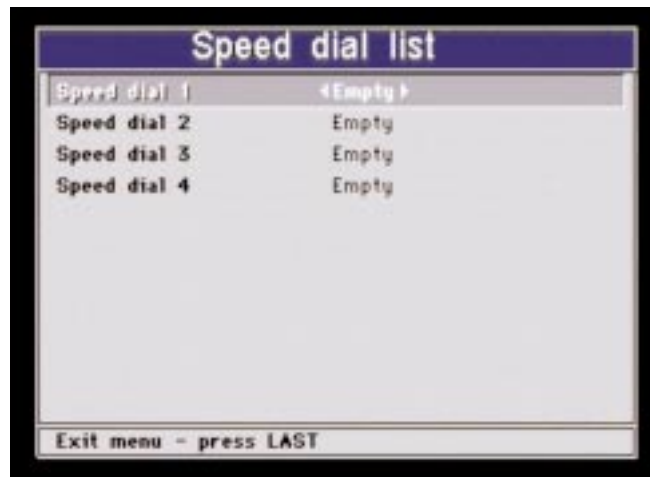 Speed dial list
Speed dial 1 Empty
Speed dial 2 Empty
Speed dial 3 Empty
Speed dial 4 Empty
Exit menu - press LAST